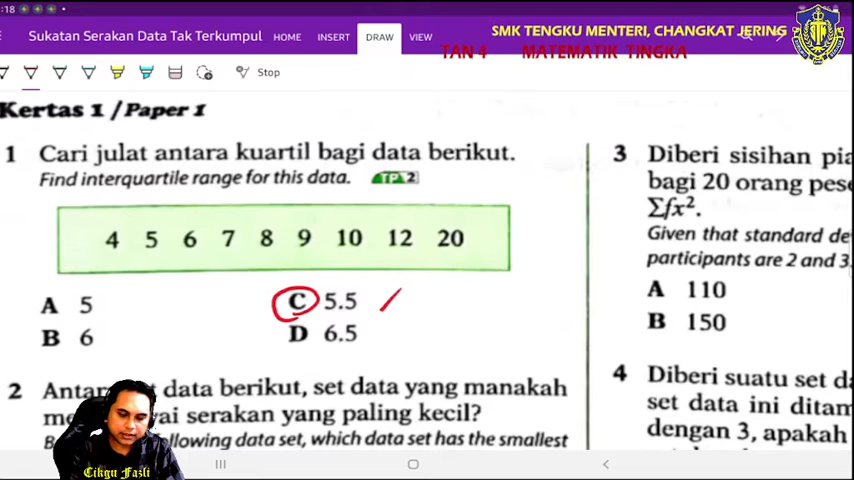 :18
Sukatan Serakan Data Tak Terkumpul
HOME INSERT DRAW VIEW
SMK TENGKU MENTERI, CHANGKAT JERING
TAN 4 MATEMATIK TINGKA
Stop
Kertas 1 / Paper 1
1 Cari julat antara kuartil bagi data berikut.
Find interquartile range for this data. TP 2
4 5 6 7 8 9 10 12 20
A 5
B 6
C 5.5
D 6.5
2 Antara set data berikut, set data yang manakah
serakan yang paling kecil?
following data set, which data set has the smallest
3 Diberi sisihan pia
bagi 20 orang pese
Σfx².
Given that standard de
participants are 2 and 3.
A 110
B 150
4 Diberi suatu set da
set data ini ditam
dengan 3, apakah
Cikgu Fazli